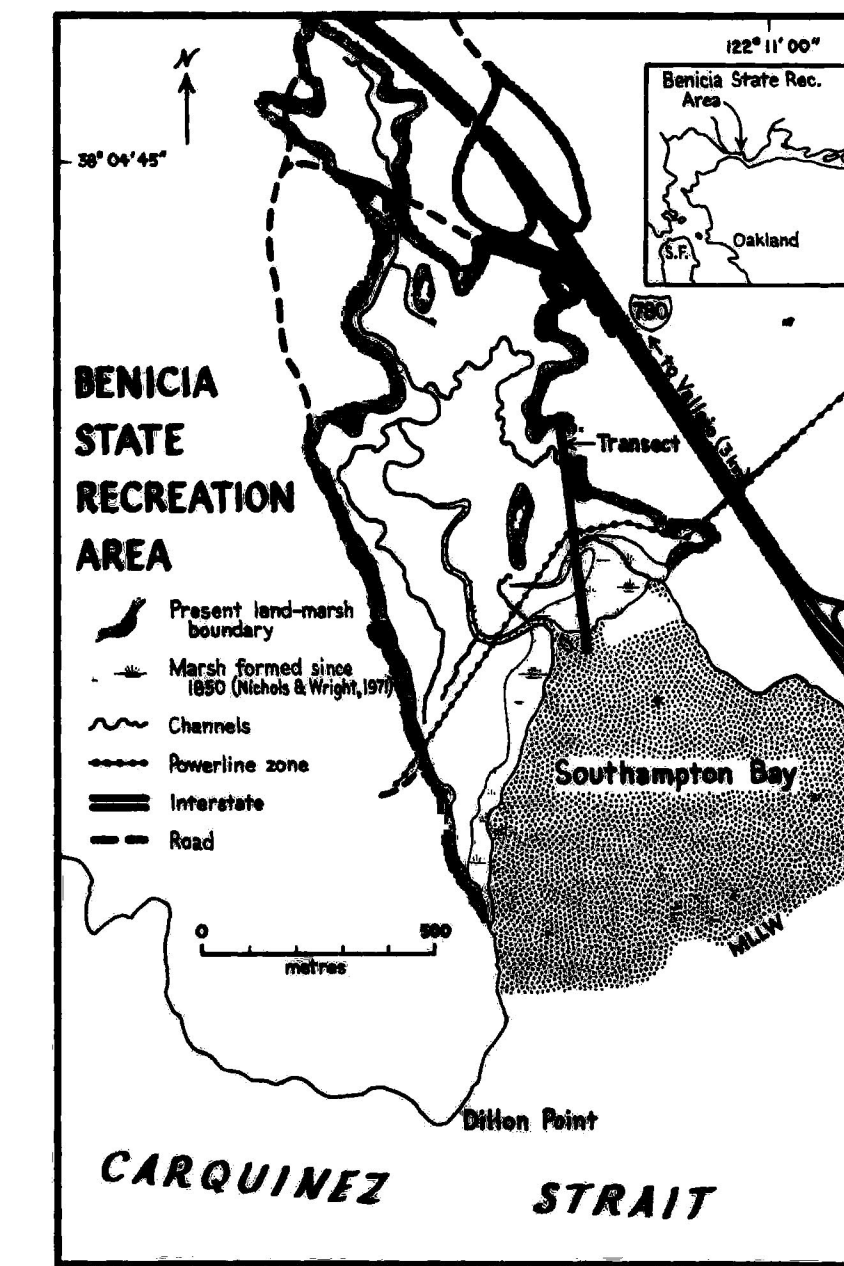 N
122° 11' 00"
38° 04' 45"
Benicia State Rec.
Area
S.F.
Oakland
780
to Vallejo (3 km)
BENICIA
STATE
RECREATION
AREA
Transect
Present land-marsh
boundary
Marsh formed since
1850 (Nichols & Wright, 1971)
Channels
Powerline zone
Interstate
Road
Southampton Bay
0 500
metres
MLLW
Dillon Point
CARQUINEZ STRAIT